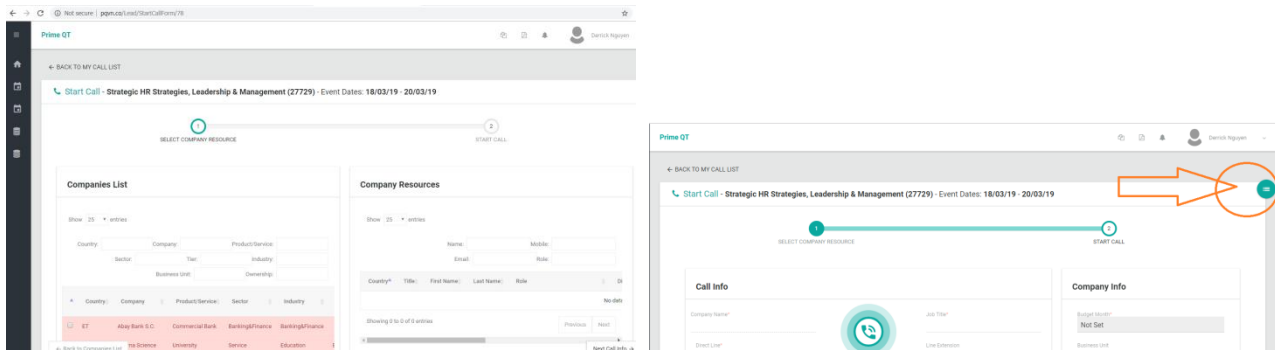 Not secure | pqvn.co/Lead/StartCallForm/78
Prime QT
Derrick Nguyen
← BACK TO MY CALL LIST
Start Call - Strategic HR Strategies, Leadership & Management (27729) - Event Dates: 18/03/19 - 20/03/19
1
2
SELECT COMPANY RESOURCE
START CALL
Companies List
Show 25 entries
Country:
Company:
Product/Service:
Sector:
Tier:
Industry:
Business Unit:
Ownership:
Country
Company
Product/Service
Sector
Industry
ET
Abay Bank S.C
Commercial Bank
Banking&Finance
Banking&Finance
Science
University
Service
Education
← Back to Companies List
Company Resources
Show 25 entries
Name:
Mobile:
Email:
Role:
Country
Title
First Name
Last Name
Role
No data
Showing 0 to 0 of 0 entries
Previous
Next
Next Call Info →
Prime QT
Derrick Nguyen
← BACK TO MY CALL LIST
Start Call - Strategic HR Strategies, Leadership & Management (27729) - Event Dates: 18/03/19 - 20/03/19
1
2
SELECT COMPANY RESOURCE
START CALL
Call Info
Company Name*
Job Title*
Direct Line*
Line Extension
Company Info
Budget Month*
Not Set
Business Unit